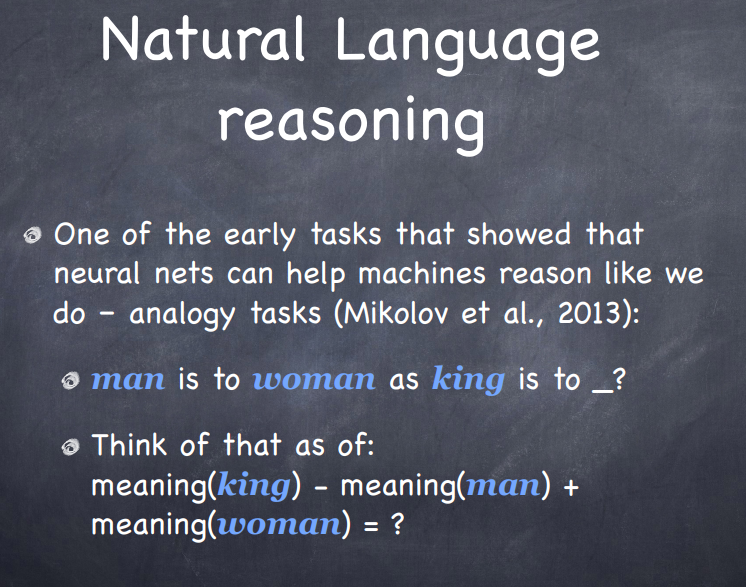 Natural Language
reasoning
One of the early tasks that showed that
neural nets can help machines reason like we
do – analogy tasks (Mikolov et al., 2013):
man is to woman as king is to _?
Think of that as of:
meaning(king) – meaning(man) +
meaning(woman) = ?